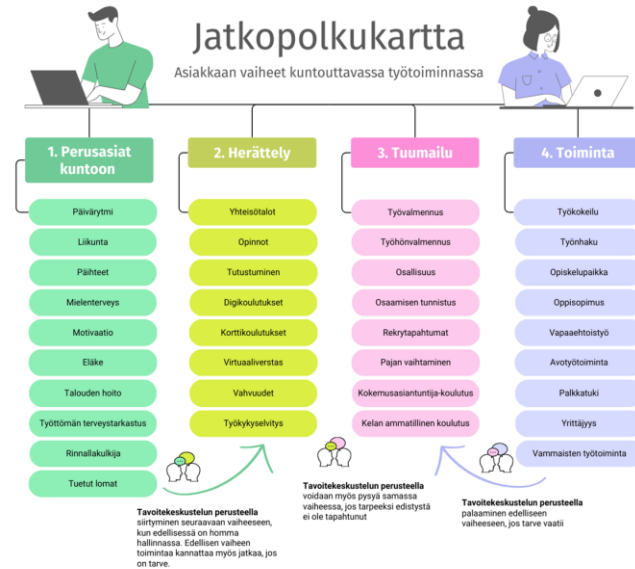 Jatkopolkukartta
Asiakkaan vaiheet kuntouttavassa työtoiminnassa
1. Perusasiat
kuntoon
Päivärytmi
Liikunta
Päihteet
Mielenterveys
Motivaatio
Eläke
Talouden hoito
Työttömän terveystarkastus
Rinnallakulkija
Tuetut lomat
2. Herättely
Yhteisötalot
Opinnot
Tutustuminen
Digikoulutukset
Korttikoulutukset
Virtuaaliverstas
Vahvuudet
Työkykyselvitys
3. Tuumailu
Työvalmennus
Työhönvalmennus
Osallisuus
Osaamisen tunnistus
Rekrytapahtumat
Pajan vaihtaminen
Kokemusasiantuntija-koulutus
Kelan ammatillinen koulutus
4. Toiminta
Työkokeilu
Työnhaku
Opiskelupaikka
Oppisopimus
Vapaaehtoistyö
Avotyötoiminta
Palkkatuki
Yrittäjyys
Vammaisten työtoiminta
Tavoitekeskustelun perusteella
siirtyminen seuraavaan vaiheeseen,
kun edellisessä on homma
hallinnassa. Edellisen vaiheen
toimintaa kannattaa myös jatkaa, jos
on tarve.
Tavoitekeskustelun perusteella
voidaan myös pysyä samassa
vaiheessa, jos tarpeeksi edistystä
ei ole tapahtunut
Tavoitekeskustelun perusteella
palaaminen edelliseen
vaiheeseen, jos tarve vaatii